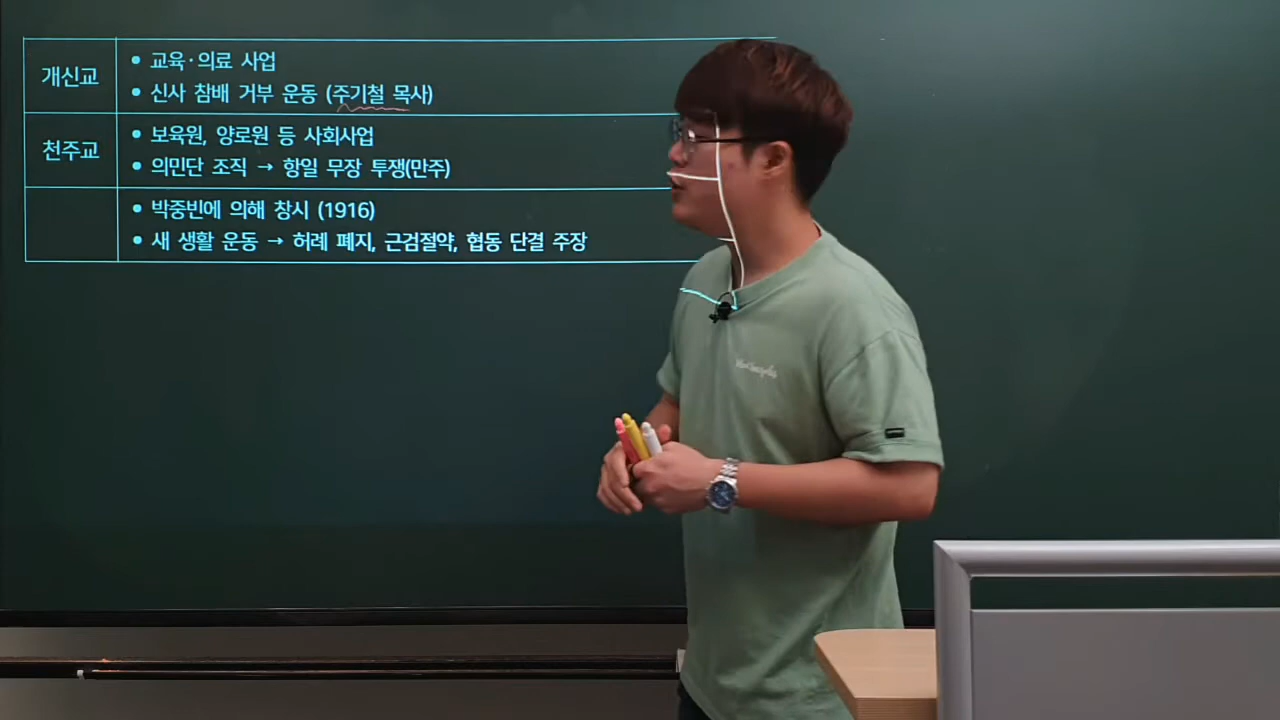 개신교
• 교육·의료 사업
• 신사 참배 거부 운동 (주기철 목사)
천주교
• 보육원, 양로원 등 사회사업
• 의민단 조직 → 항일 무장 투쟁(만주)
• 박중빈에 의해 창시 (1916)
• 새 생활 운동 → 허례 폐지, 근검절약, 협동 단결 주장